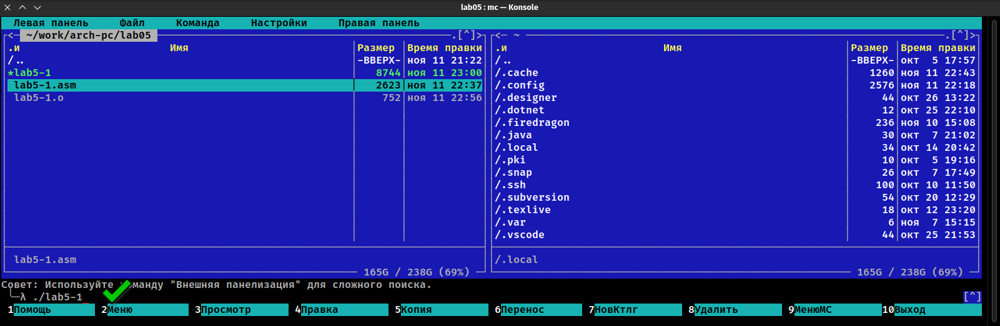 lab05 : mc — Konsole
Левая панель Файл Команда Настройки Правая панель
<─ ~/work/arch-pc/lab05 .[^]> <─ ~ .[^]>
.и Имя Размер Время правки .и Имя Размер Время правки
/.. -ВВЕРХ- ноя 11 21:22 /.. -ВВЕРХ- окт 5 17:57
*lab5-1 8744 ноя 11 23:00 /.cache 1260 ноя 11 22:43
lab5-1.asm 2623 ноя 11 22:37 /.config 2576 ноя 11 22:18
lab5-1.o 752 ноя 11 22:56 /.designer 44 окт 26 13:22
/.dotnet 12 окт 25 22:10
/.firedragon 236 ноя 10 15:08
/.java 30 окт 7 21:02
/.local 34 окт 14 20:42
/.pki 10 окт 5 19:16
/.snap 26 окт 7 17:49
/.ssh 100 окт 10 11:50
/.subversion 54 окт 20 12:29
/.texlive 18 окт 12 23:20
/.var 6 ноя 7 15:15
/.vscode 44 окт 25 21:53
lab5-1.asm /.local
165G / 238G (69%) 165G / 238G (69%)
Совет: Используйте команду "Внешняя панелизация" для сложного поиска.
╰─λ ./lab5-1 [^]
1Помощь 2Меню 3Просмотр 4Правка 5Копия 6Перенос 7НовКтлг 8Удалить 9МенюМС 10Выход